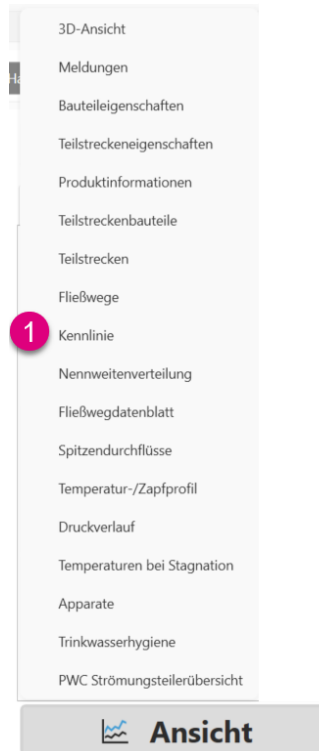 3D-Ansicht
Meldungen
Bauteileigenschaften
Teilstreckeneigenschaften
Produktinformationen
Teilstreckenbauteile
Teilstrecken
Fließwege
1 Kennlinie
Nennweitenverteilung
Fließwegdatenblatt
Spitzendurchflüsse
Temperatur-/Zapfprofil
Druckverlauf
Temperaturen bei Stagnation
Apparate
Trinkwasserhygiene
PWC Strömungsteilerübersicht
Ansicht